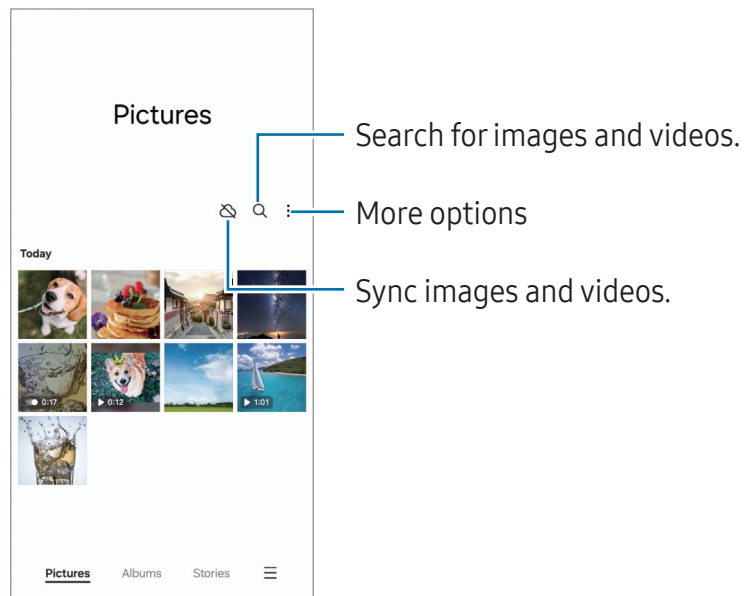 Pictures
Search for images and videos.
More options
Today
Sync images and videos.
0:17
0:12
1:01
Pictures
Albums
Stories